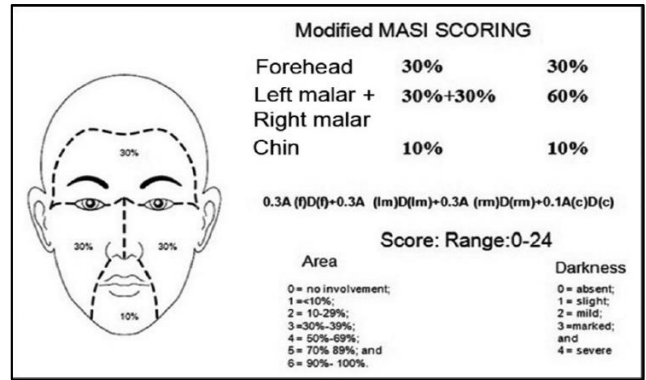 Modified MASI SCORING
Forehead 30% 30%
Left malar + 30%+30% 60%
Right malar
Chin 10% 10%
0.3A (f)D(f)+0.3A (lm)D(lm)+0.3A (rm)D(rm)+0.1A(c)D(c)
Score: Range:0-24
Area
0= no involvement;
1 =<10%;
2 = 10-29%;
3 =30%-39%;
4 = 50%-69%;
5 = 70% 89%; and
6 = 90%- 100%.
Darkness
0= absent;
1 = slight;
2 = mild;
3 =marked;
and
4 = severe
30%
30% 30%
10%